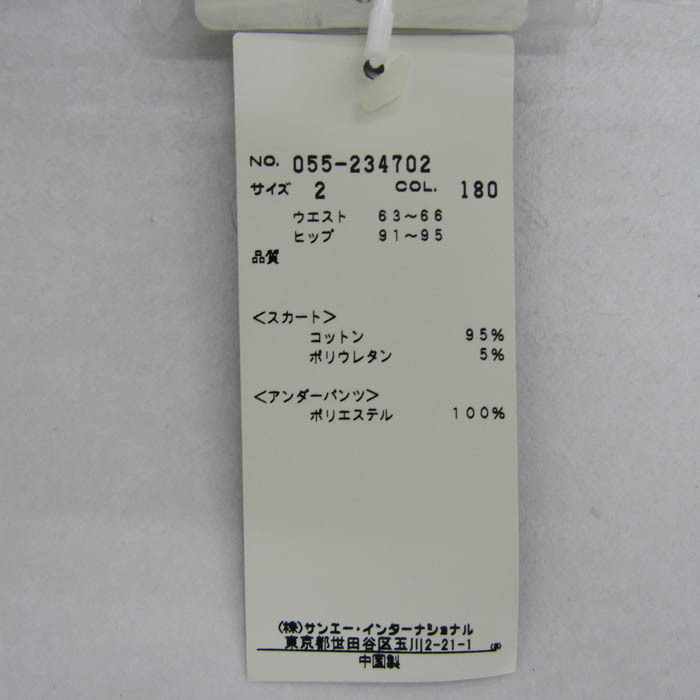 NO. 055-234702
サイズ 2 COL. 180
ウエスト 63~66
ヒップ 91~95
品質
<スカート>
コットン 95%
ポリウレタン 5%
<アンダーパンツ>
ポリエステル 100%
(株)サンエー・インターナショナル
東京都世田谷区玉川2-21-1
中国製